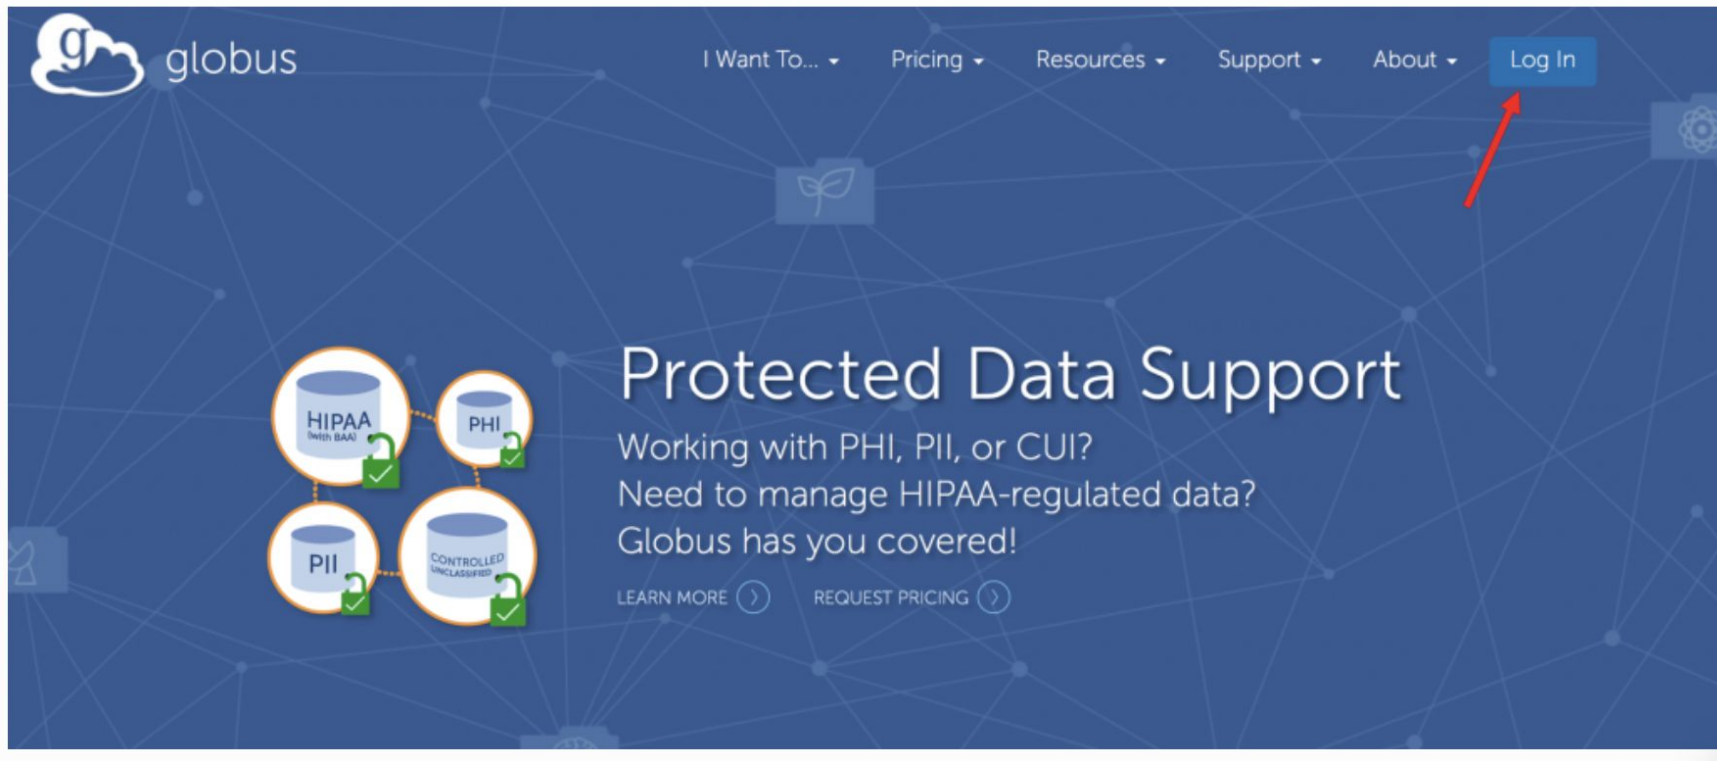 g globus
I Want To... Pricing Resources Support About Log In
Protected Data Support
HIPAA
(with BAA)
PHI
Working with PHI, PII, or CUI?
Need to manage HIPAA-regulated data?
Globus has you covered!
PII
CONTROLLED
UNCLASSIFIED
LEARN MORE REQUEST PRICING